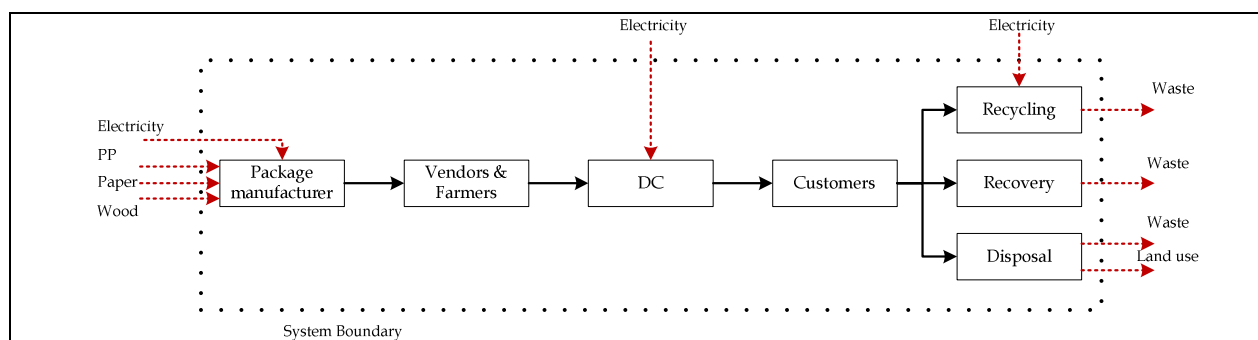 Electricity
Electricity
Waste
Recycling
Electricity
PP
Paper
Wood
Package
manufacturer
Vendors &
Farmers
DC
Customers
Waste
Recovery
Waste
Disposal
Land use
System Boundary